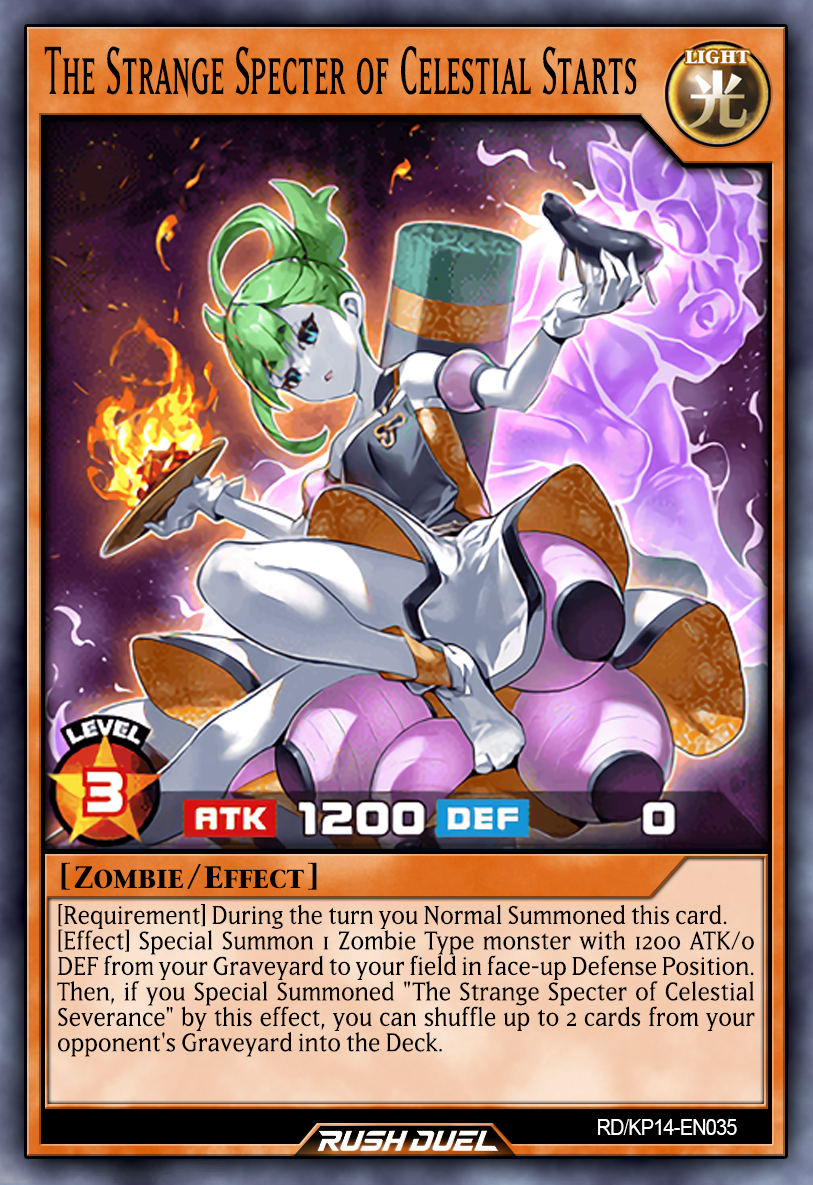 The Strange Specter of Celestial Starts
LIGHT
光
LEVEL
3
ATK 1200 DEF 0
[Zombie/Effect]
[Requirement] During the turn you Normal Summoned this card.
[Effect] Special Summon 1 Zombie Type monster with 1200 ATK/0
DEF from your Graveyard to your field in face-up Defense Position.
Then, if you Special Summoned "The Strange Specter of Celestial
Severance" by this effect, you can shuffle up to 2 cards from your
opponent's Graveyard into the Deck.
RUSH DUEL
RD/KP14-EN035